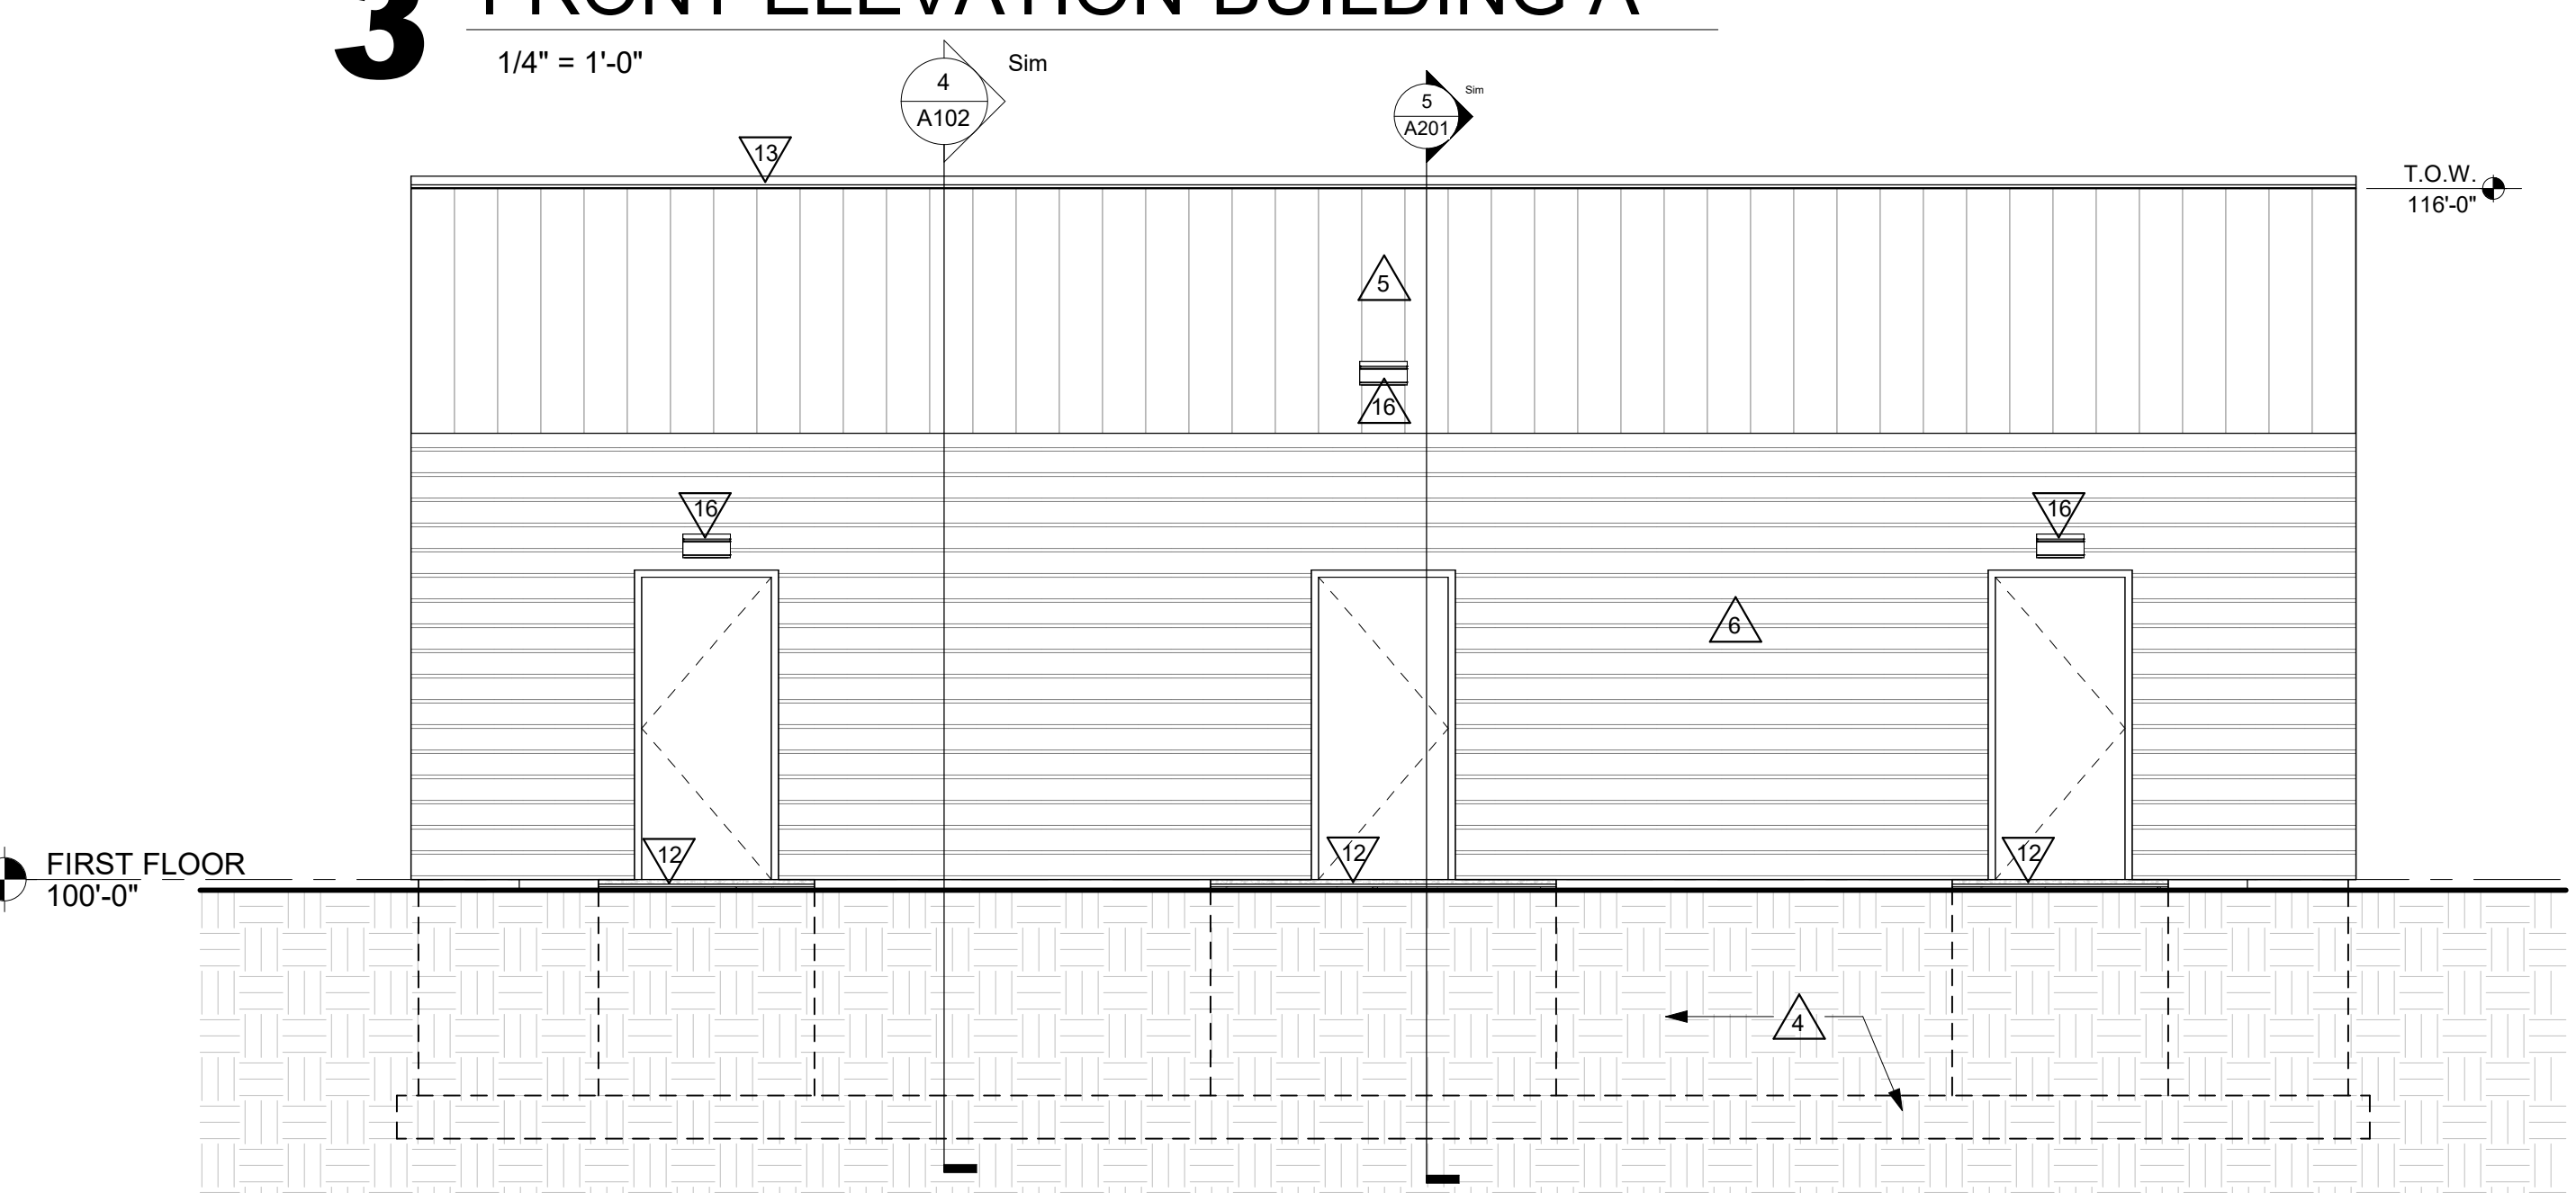 3 FRONT ELEVATION BUILDING A
1/4" = 1'-0"
4
A102
Sim
5
A201
Sim
13
T.O.W.
116'-0"
5
16
16
16
6
12
12
12
FIRST FLOOR
100'-0"
4